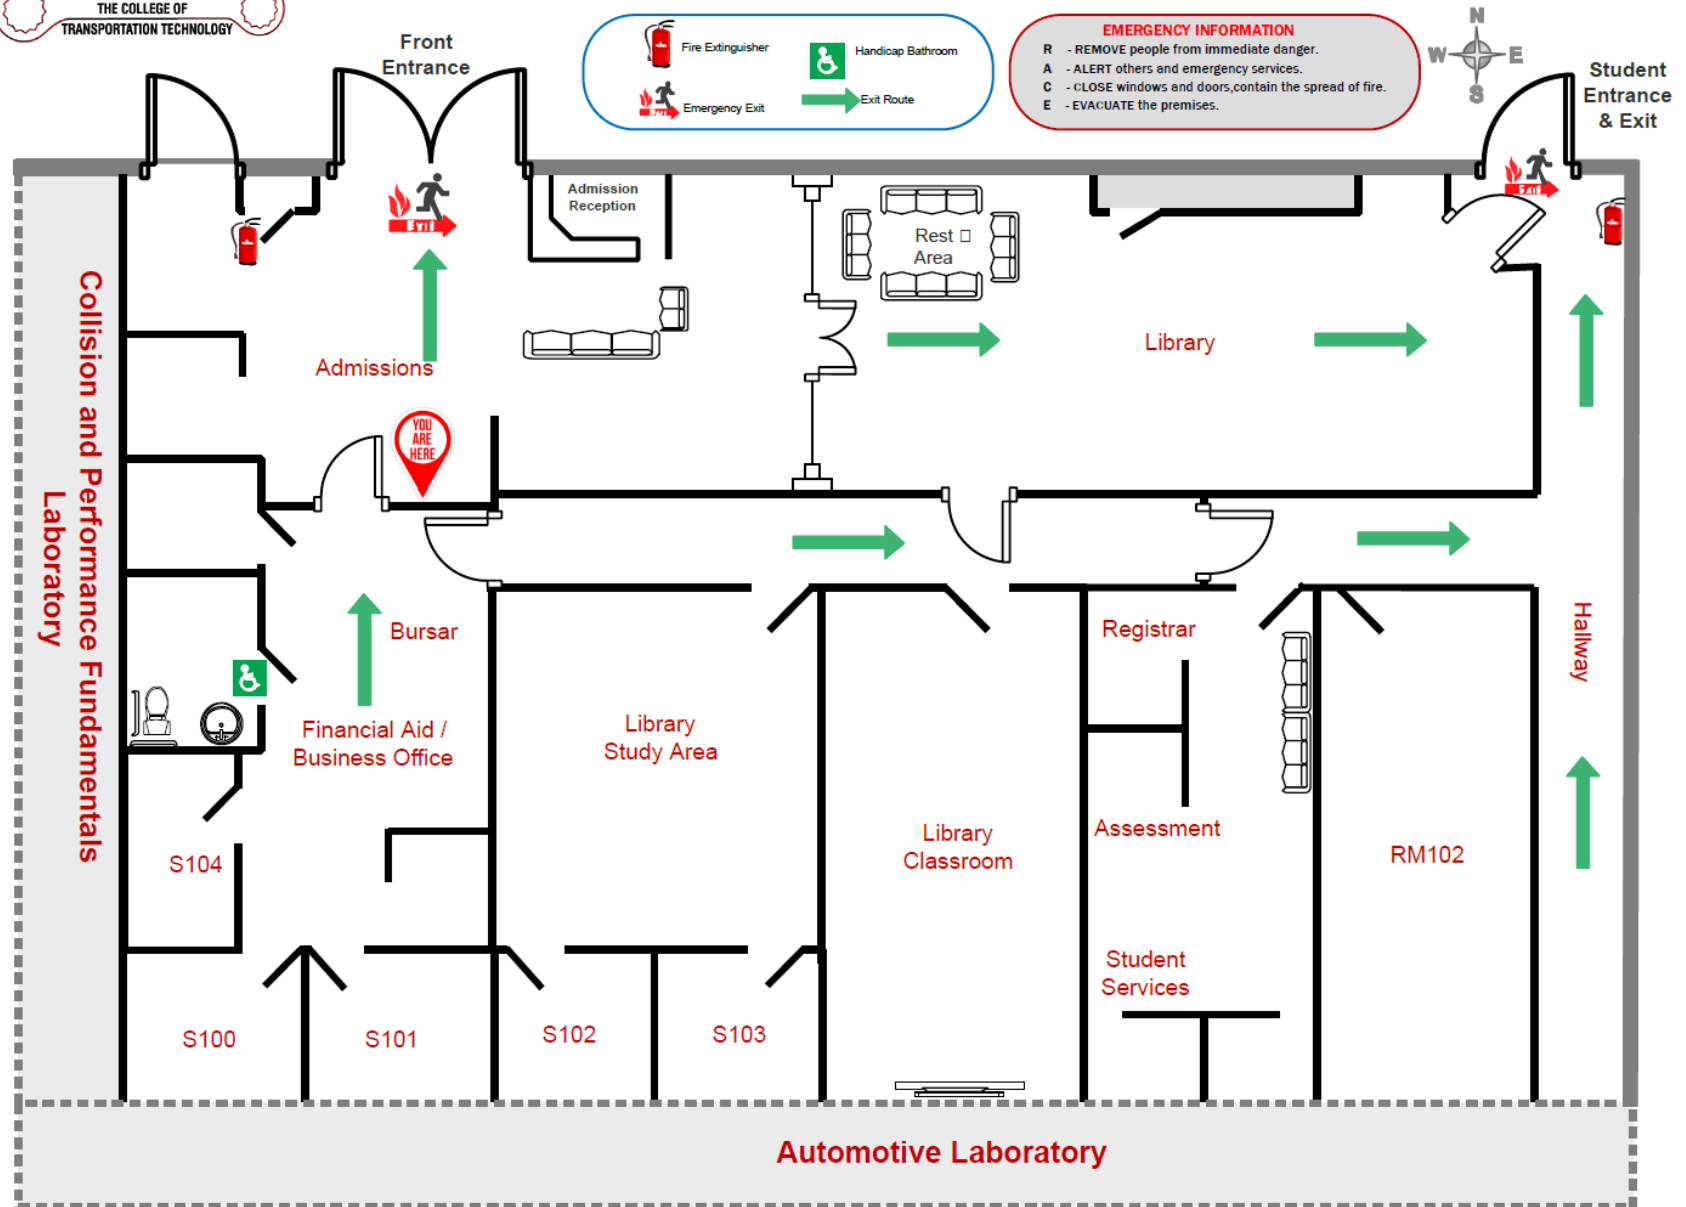 THE COLLEGE OF
TRANSPORTATION TECHNOLOGY
Front
Entrance
Fire Extinguisher
Handicap Bathroom
Emergency Exit
Exit Route
EMERGENCY INFORMATION
R - REMOVE people from immediate danger.
A - ALERT others and emergency services.
C - CLOSE windows and doors,contain the spread of fire.
E - EVACUATE the premises.
N
W E
S
Student
Entrance
& Exit
EXIT
EXIT
EXIT
Admission
Reception
Rest □
Area
Library
Admissions
YOU
ARE
HERE
Collision and Performance Fundamentals
Laboratory
Bursar
Registrar
Hallway
Financial Aid /
Business Office
Library
Study Area
Assessment
Library
Classroom
RM102
S104
Student
Services
S100
S101
S102
S103
Automotive Laboratory